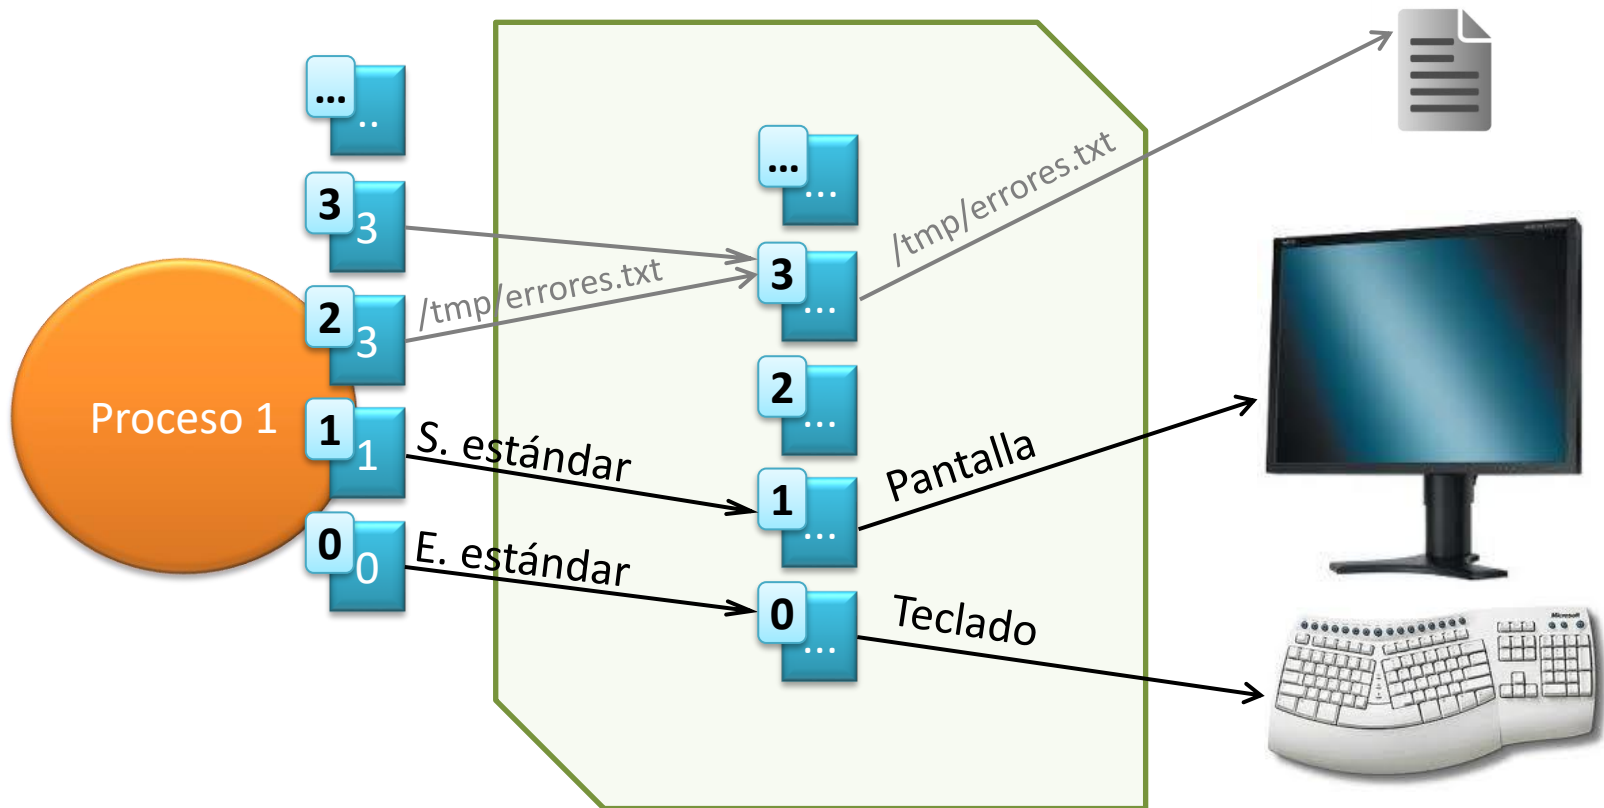 ...
..
3
3
2
3
Proceso 1
1
1
0
0
/tmp/errores.txt
S. estándar
E. estándar
...
...
3
...
2
...
1
...
0
...
/tmp/errores.txt
Pantalla
Teclado
Microsoft